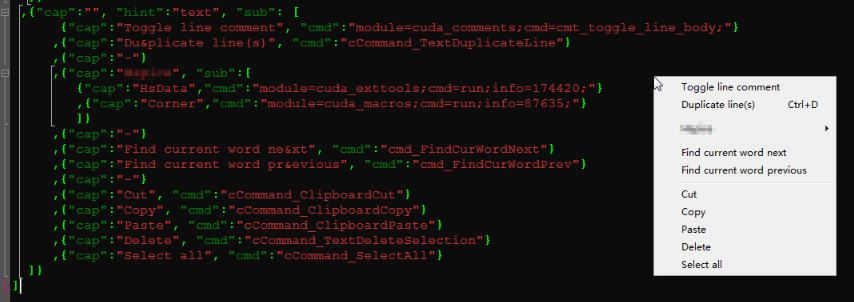 ,{"cap":"", "hint":"text", "sub": [
{"cap":"Toggle line comment", "cmd":"module=cuda_comments;cmd=cmt_toggle_line_body;"}
,{"cap":"Du&plicate line(s)", "cmd":"cCommand_TextDuplicateLine"}
,{"cap":"-"}
,{"cap":"", "sub":[
{"cap":"HsData","cmd":"module=cuda_exttools;cmd=run;info=174420;"}
,{"cap":"Corner","cmd":"module=cuda_macros;cmd=run;info=87635;"}
]}
,{"cap":"-"}
,{"cap":"Find current word ne&xt", "cmd":"cmd_FindCurWordNext"}
,{"cap":"Find current word pr&evious", "cmd":"cmd_FindCurWordPrev"}
,{"cap":"-"}
,{"cap":"Cut", "cmd":"cCommand_ClipboardCut"}
,{"cap":"Copy", "cmd":"cCommand_ClipboardCopy"}
,{"cap":"Paste", "cmd":"cCommand_ClipboardPaste"}
,{"cap":"Delete", "cmd":"cCommand_TextDeleteSelection"}
,{"cap":"Select all", "cmd":"cCommand_SelectAll"}
]}
]
Toggle line comment
Duplicate line(s) Ctrl+D
Find current word next
Find current word previous
Cut
Copy
Paste
Delete
Select all